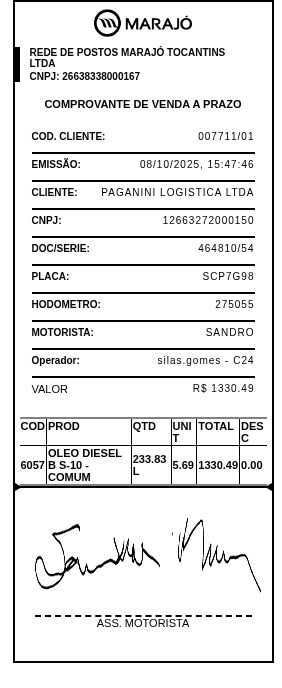 MARAJÓ
REDE DE POSTOS MARAJÓ TOCANTINS
LTDA
CNPJ: 26638338000167
COMPROVANTE DE VENDA A PRAZO
COD. CLIENTE: 007711/01
EMISSÃO: 08/10/2025, 15:47:46
CLIENTE: PAGANINI LOGISTICA LTDA
CNPJ: 12663272000150
DOC/SERIE: 464810/54
PLACA: SCP7G98
HODOMETRO: 275055
MOTORISTA: SANDRO
Operador: silas.gomes - C24
VALOR R$ 1330.49
COD PROD QTD UNIT TOTAL DESC
6057 OLEO DIESEL B S-10 - COMUM 233.83 L 5.69 1330.49 0.00
ASS. MOTORISTA